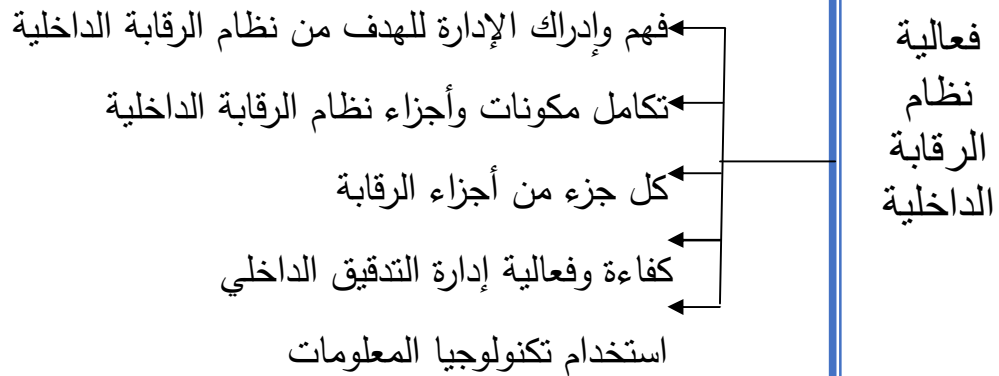 فعالية
نظام
الرقابة
الداخلية
فهم وإدراك الإدارة للهدف من نظام الرقابة الداخلية
تكامل مكونات وأجزاء نظام الرقابة الداخلية
كل جزء من أجزاء الرقابة
كفاءة وفعالية إدارة التدقيق الداخلي
استخدام تكنولوجيا المعلومات